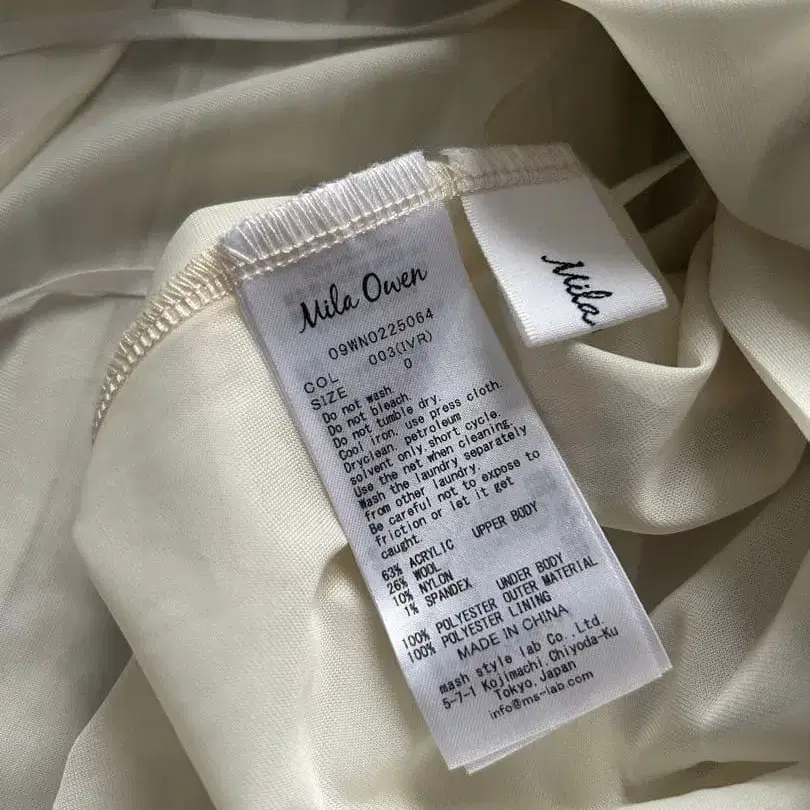 Mila Owen
09WN0225064
COL 003(IVR)
SIZE 0
Do not wash.
Do not bleach.
Do not tumble dry.
Cool iron, use press cloth.
Dryclean, petroleum
solvent only short cycle.
Use the net when cleaning.
Wash the laundry separately
from other laundry.
Be careful not to expose to
friction or let it get
caught.
UPPER BODY
63% ACRYLIC
26% WOOL
10% NYLON
1% SPANDEX
UNDER BODY
100% POLYESTER OUTER MATERIAL
100% POLYESTER LINING
MADE IN CHINA
mash style lab Co.,Ltd.
5-7-1 Kojimachi,Chiyoda-Ku
Tokyo,Japan
info@ms-lab.com
Mila